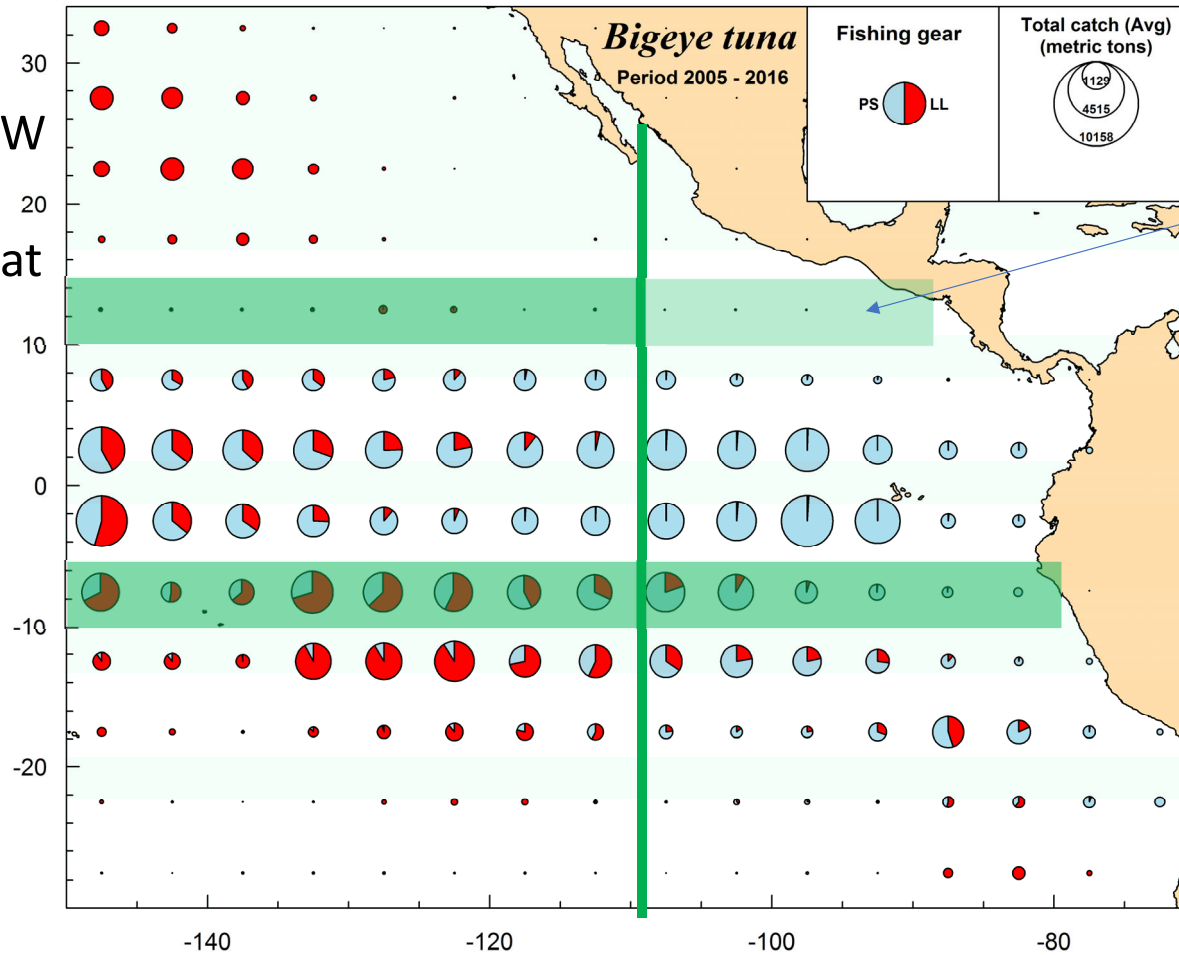 W
at
Bigeye tuna
Period 2005 - 2016
Fishing gear
PS
LL
Total catch (Avg)
(metric tons)
1129
4515
10158
30
20
10
0
-10
-20
-140
-120
-100
-80